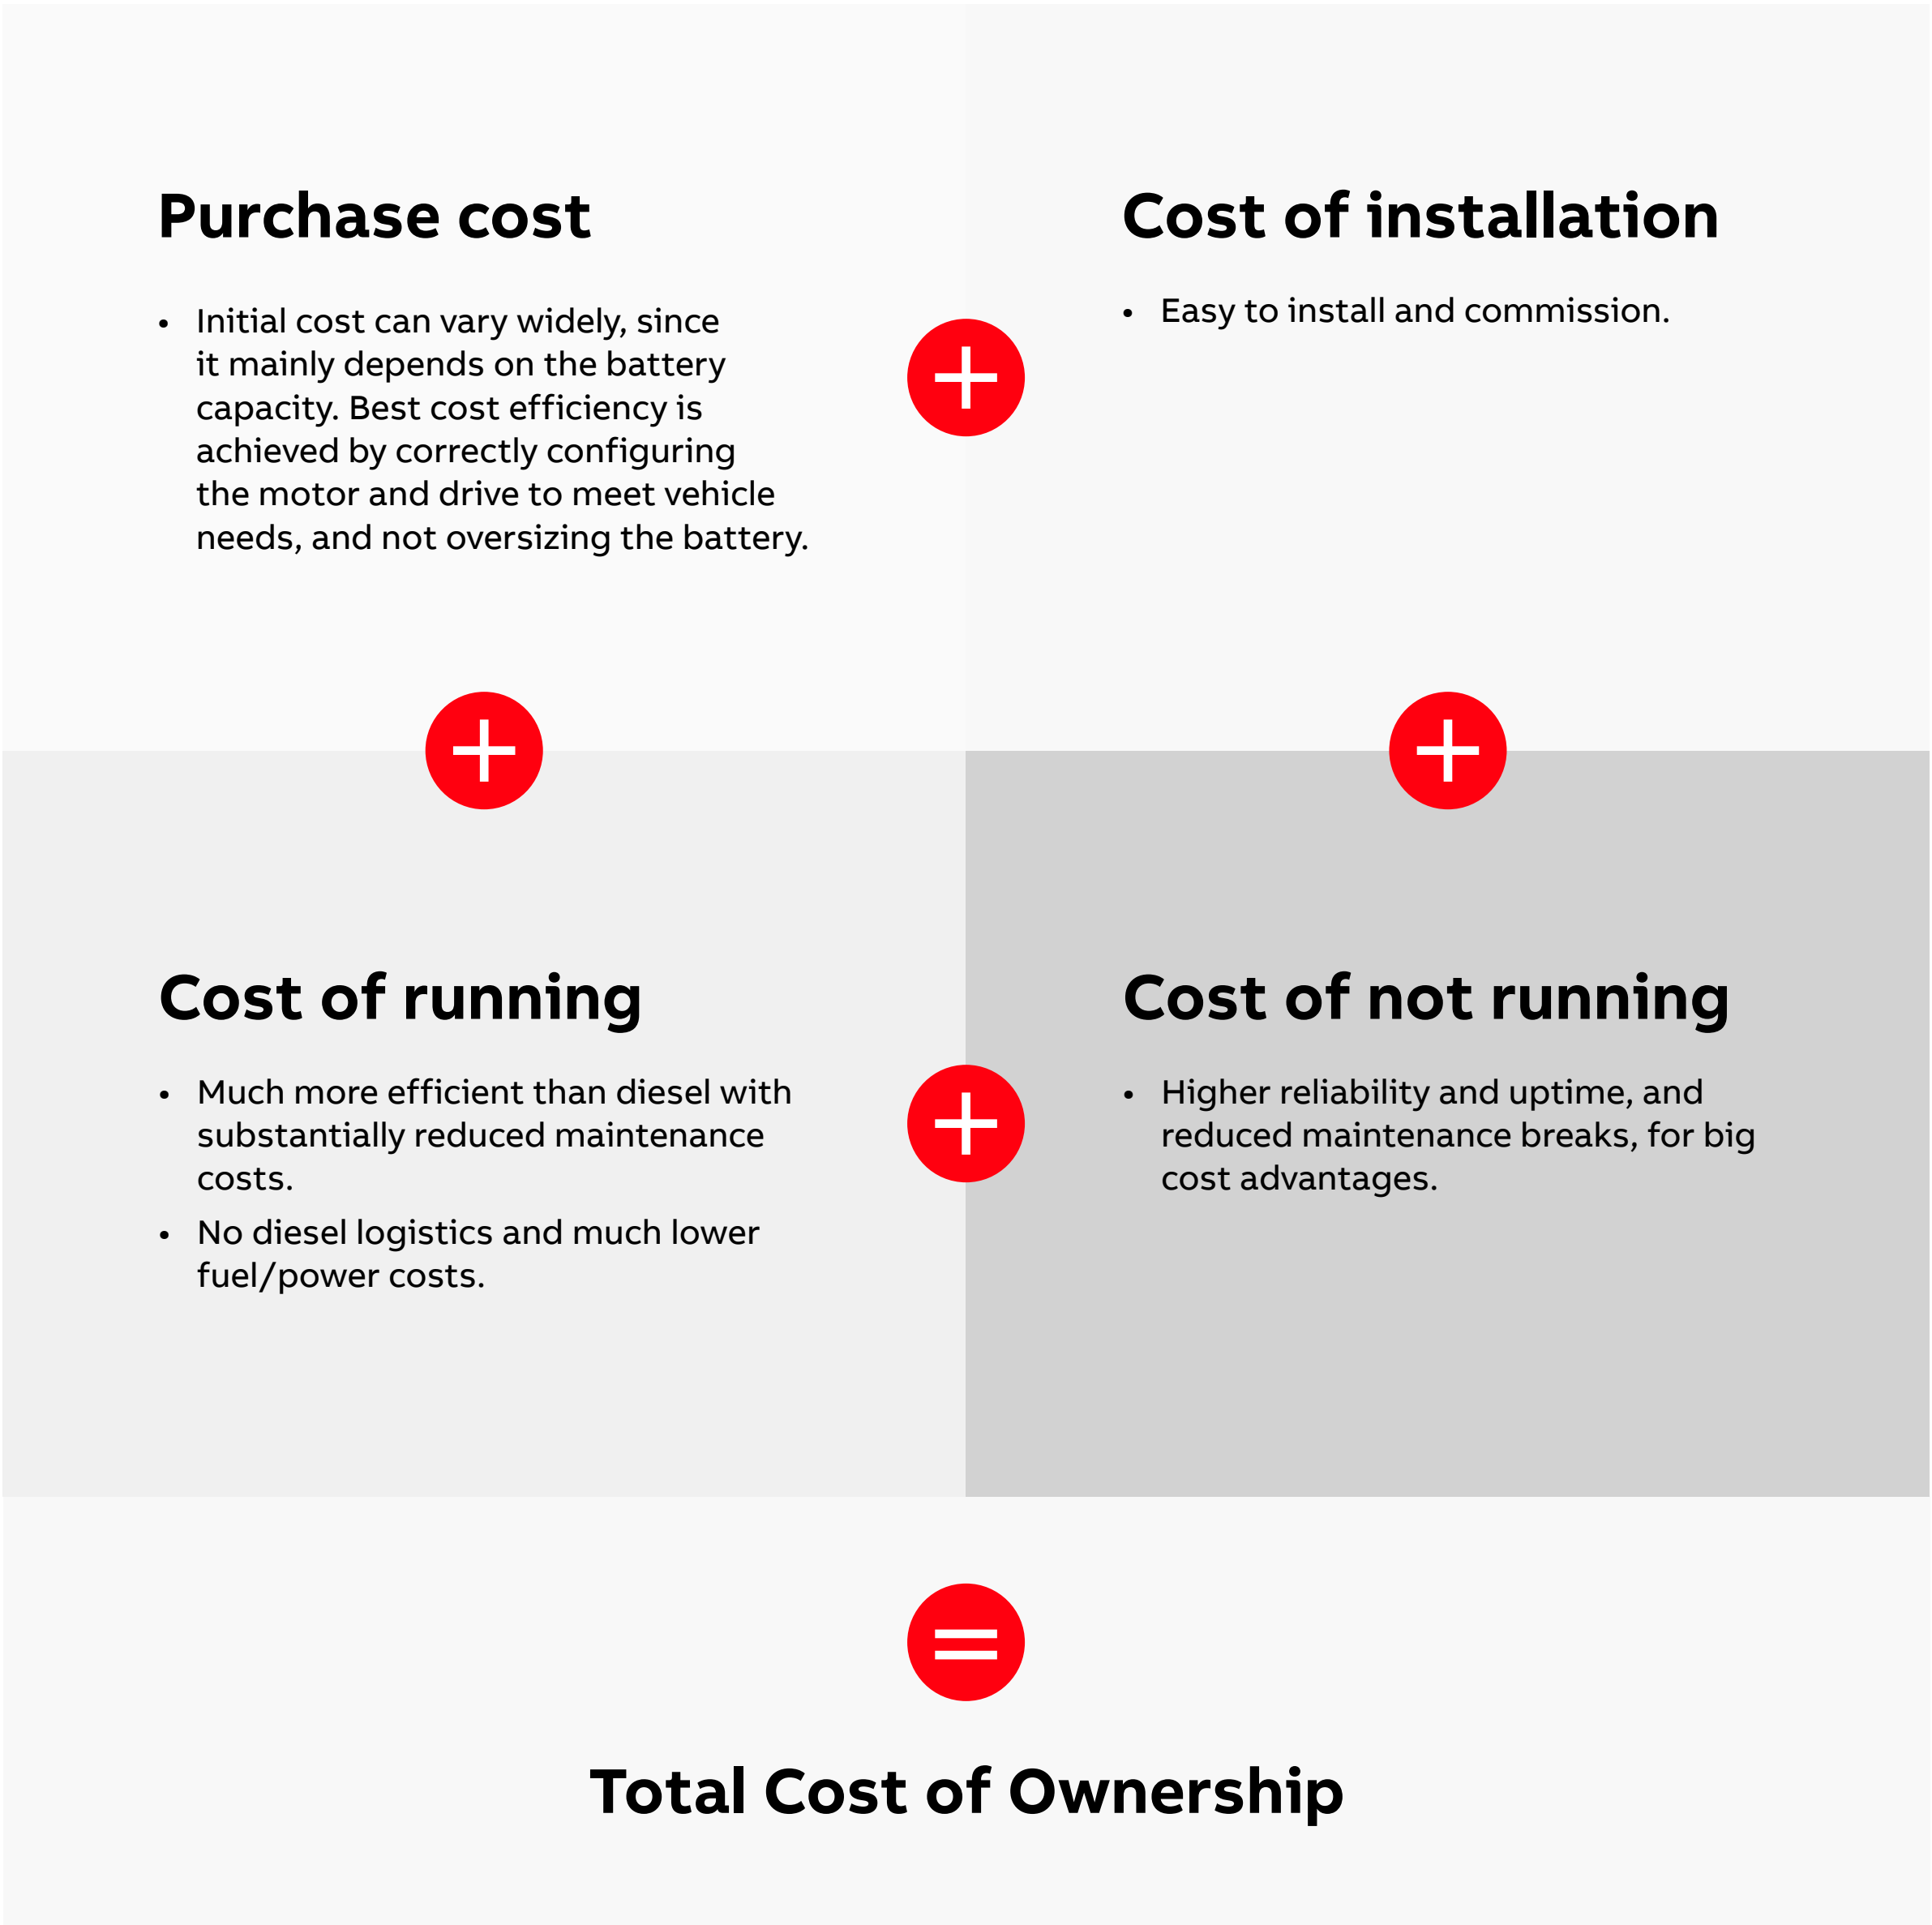 Purchase cost
• Initial cost can vary widely, since
it mainly depends on the battery
capacity. Best cost efficiency is
achieved by correctly configuring
the motor and drive to meet vehicle
needs, and not oversizing the battery.
+
Cost of installation
• Easy to install and commission.
+
+
Cost of running
• Much more efficient than diesel with
substantially reduced maintenance
costs.
• No diesel logistics and much lower
fuel/power costs.
+
Cost of not running
• Higher reliability and uptime, and
reduced maintenance breaks, for big
cost advantages.
=
Total Cost of Ownership